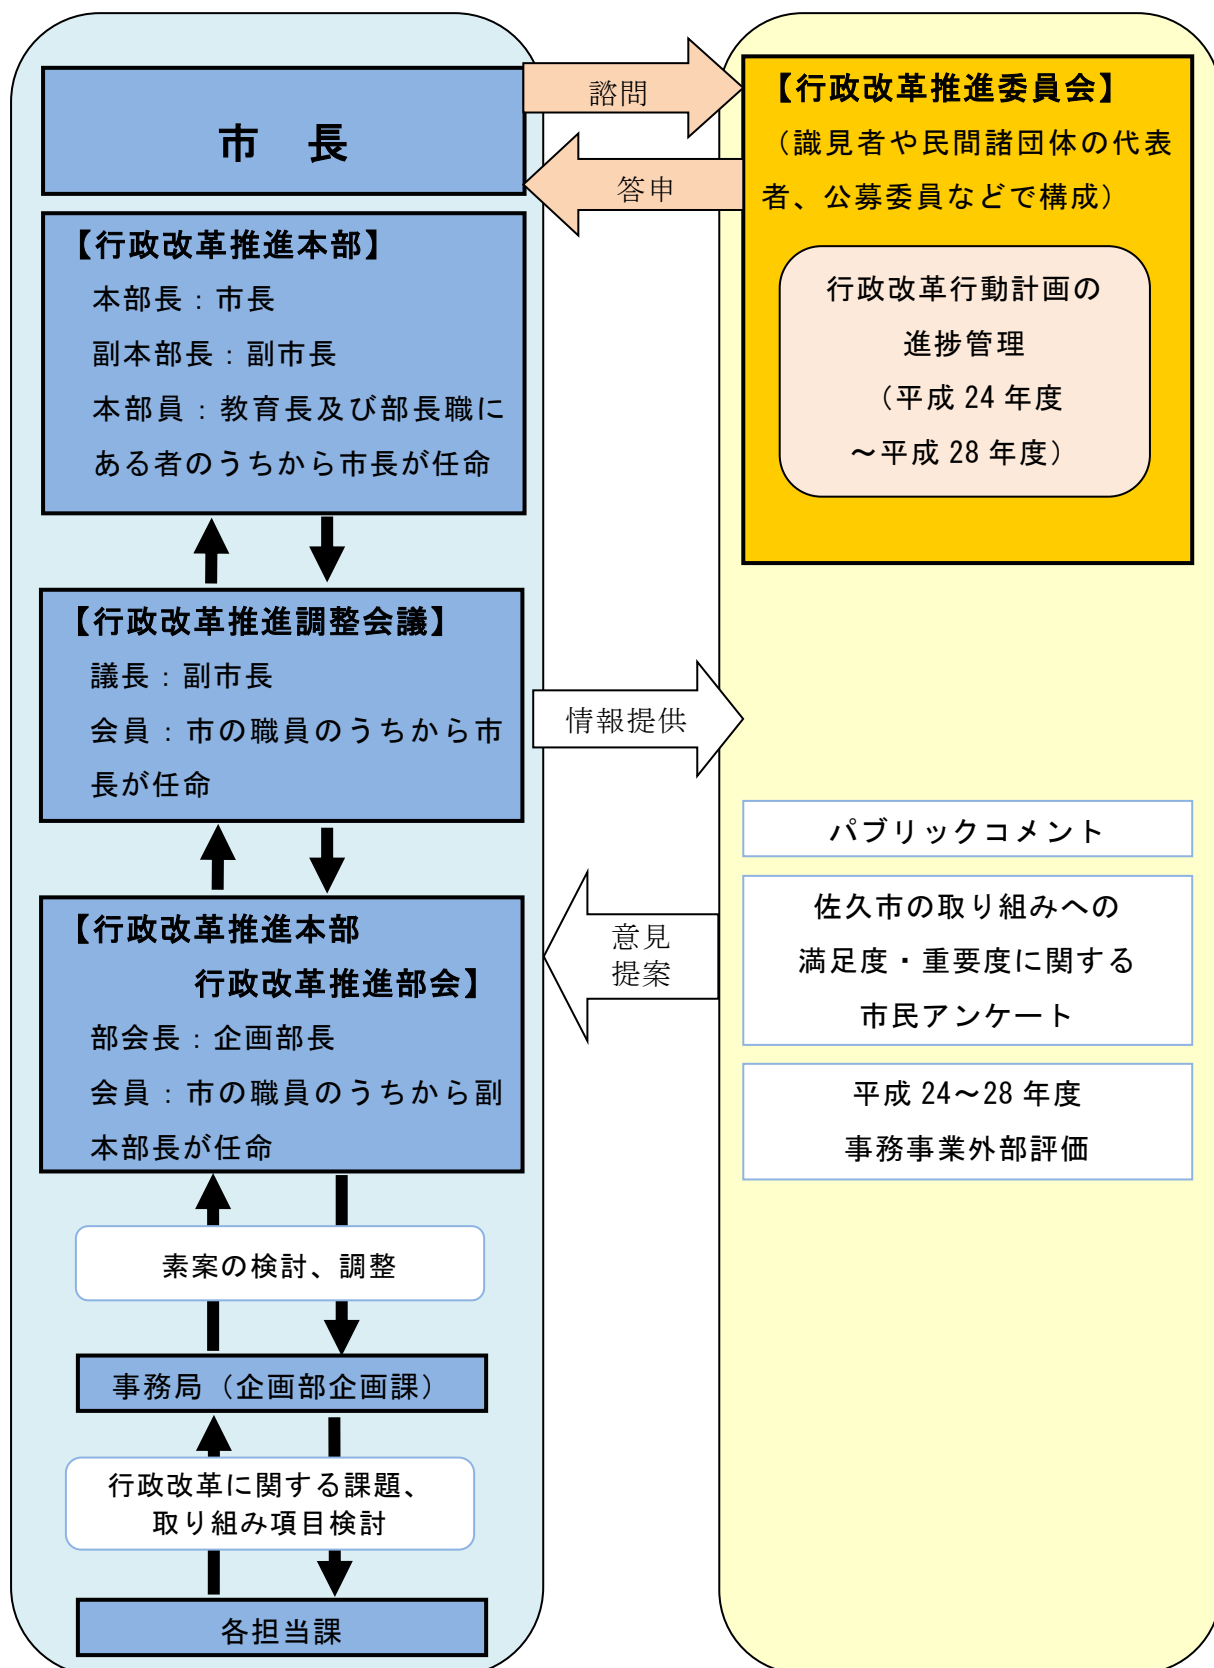 市　長
【行政改革推進本部】
本部長：市長
副本部長：副市長
本部員：教育長及び部長職に
ある者のうちから市長が任命
【行政改革推進調整会議】
議長：副市長
会員：市の職員のうちから市
長が任命
【行政改革推進本部
行政改革推進部会】
部会長：企画部長
会員：市の職員のうちから副
本部長が任命
素案の検討、調整
事務局（企画部企画課）
行政改革に関する課題、
取り組み項目検討
各担当課
諮問
答申
情報提供
意見
提案
【行政改革推進委員会】
（識見者や民間諸団体の代表
者、公募委員などで構成）
行政改革行動計画の
進捗管理
（平成 24 年度
～平成 28 年度）
パブリックコメント
佐久市の取り組みへの
満足度・重要度に関する
市民アンケート
平成 24～28 年度
事務事業外部評価